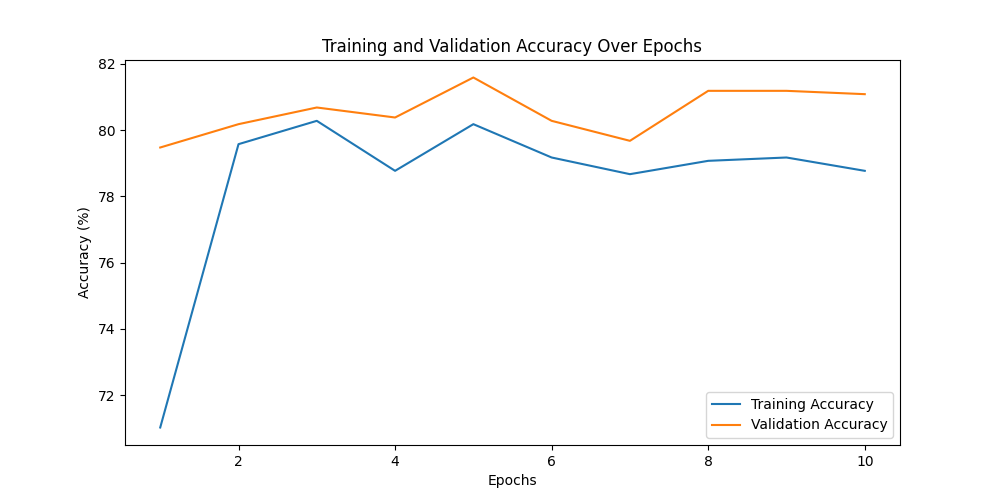 Training and Validation Accuracy Over Epochs
82
80
78
76
74
72
Accuracy (%)
2 4 6 8 10
Epochs
Training Accuracy
Validation Accuracy